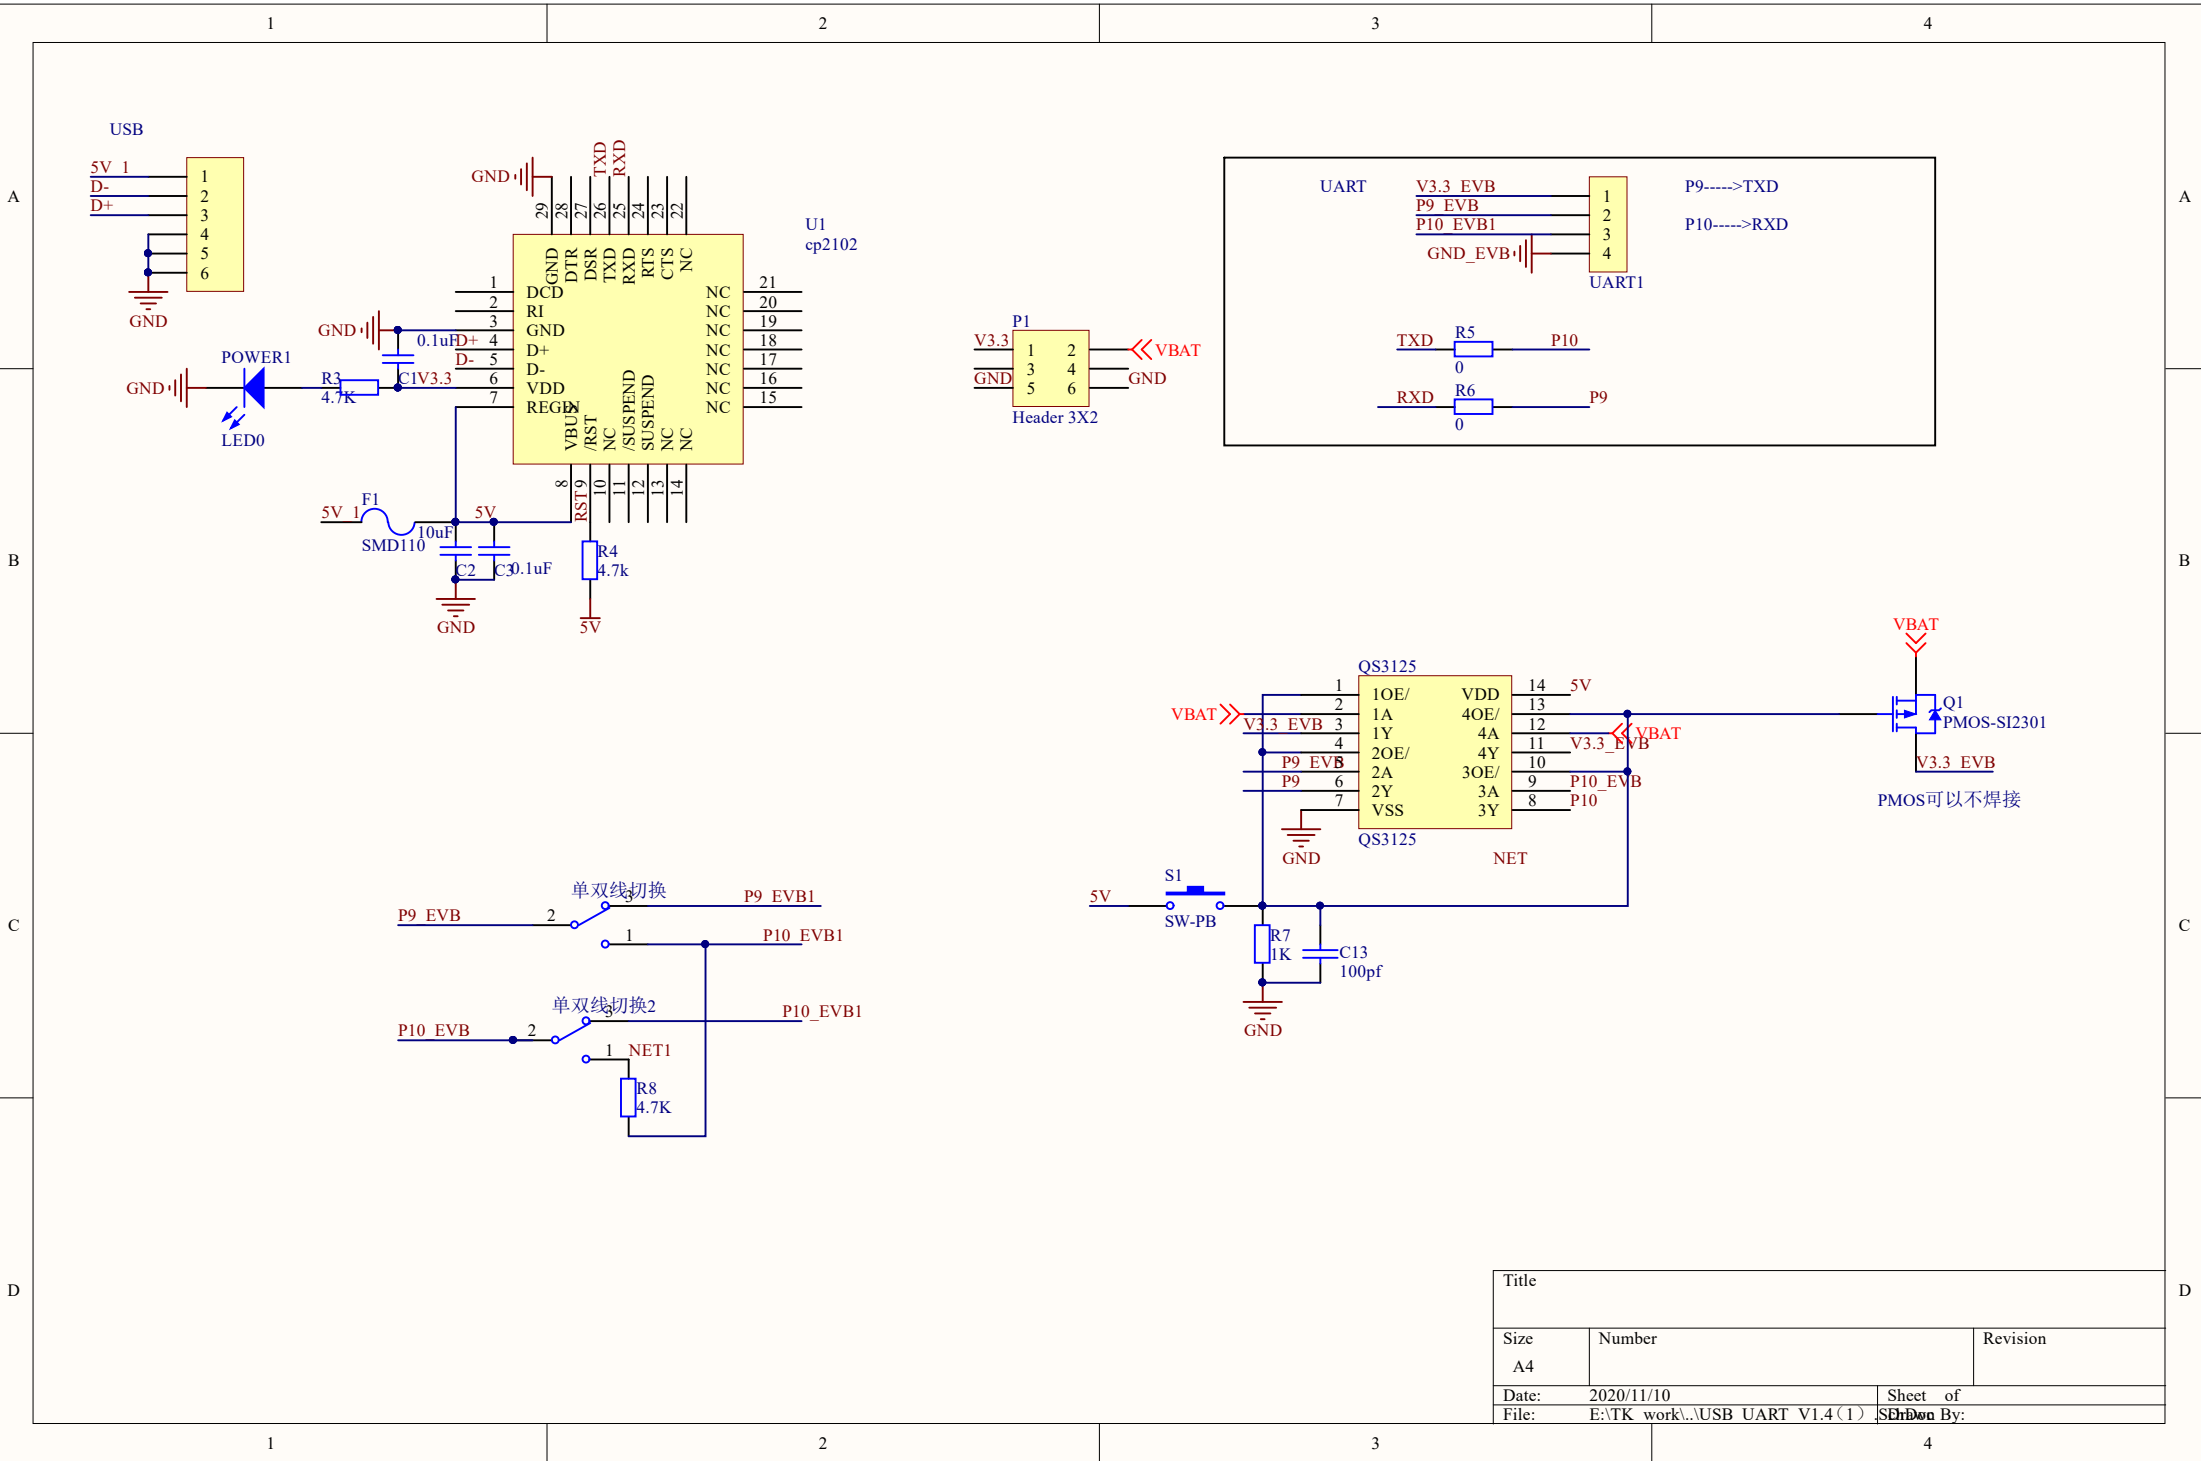 1
2
3
4
A
A
USB
5V_1
D-
D+
1
2
3
4
5
6
GND
GND
TXD
RXD
29
28
27
26
25
24
23
22
GND
DTR
DSR
TXD
RXD
RTS
CTS
NC
U1
cp2102
1
2
3
4
5
6
7
DCD
RI
GND
D+
D-
VDD
REGIN
NC
NC
NC
NC
NC
NC
NC
21
20
19
18
17
16
15
GND
0.1uF
D+
D-
C1
V3.3
POWER1
GND
R3
4.7K
LED0
VBUS
/RST
NC
/SUSPEND
SUSPEND
NC
NC
8
9
10
11
12
13
14
RST
F1
5V_1
5V
SMD110
10uF
C2
C3
0.1uF
GND
R4
4.7k
5V
P1
V3.3
GND
1
2
3
4
5
6
VBAT
GND
Header 3X2
UART
V3.3_EVB
P9_EVB
P10_EVB1
GND_EVB
1
2
3
4
UART1
P9----->TXD
P10----->RXD
TXD
R5
P10
0
RXD
R6
P9
0
B
B
QS3125
VBAT
V3.3_EVB
P9_EVB
P9
1
2
3
4
5
6
7
1OE/
1A
1Y
2OE/
2A
2Y
VSS
VDD
4OE/
4A
4Y
3OE/
3A
3Y
14
13
12
11
10
9
8
5V
VBAT
V3.3_EVB
P10_EVB
P10
GND
QS3125
NET
VBAT
Q1
PMOS-SI2301
V3.3_EVB
PMOS可以不焊接
S1
5V
SW-PB
R7
1K
C13
100pf
GND
C
C
单双线切换
P9_EVB
2
3
P9_EVB1
1
P10_EVB1
单双线切换2
P10_EVB
2
3
P10_EVB1
1
NET1
R8
4.7K
D
D
Title
Size
A4
Number
Revision
Date:
2020/11/10
Sheet of
File:
E:\TK_work\..\USB_UART_V1.4（1）.SchDoc
Drawn By:
1
2
3
4